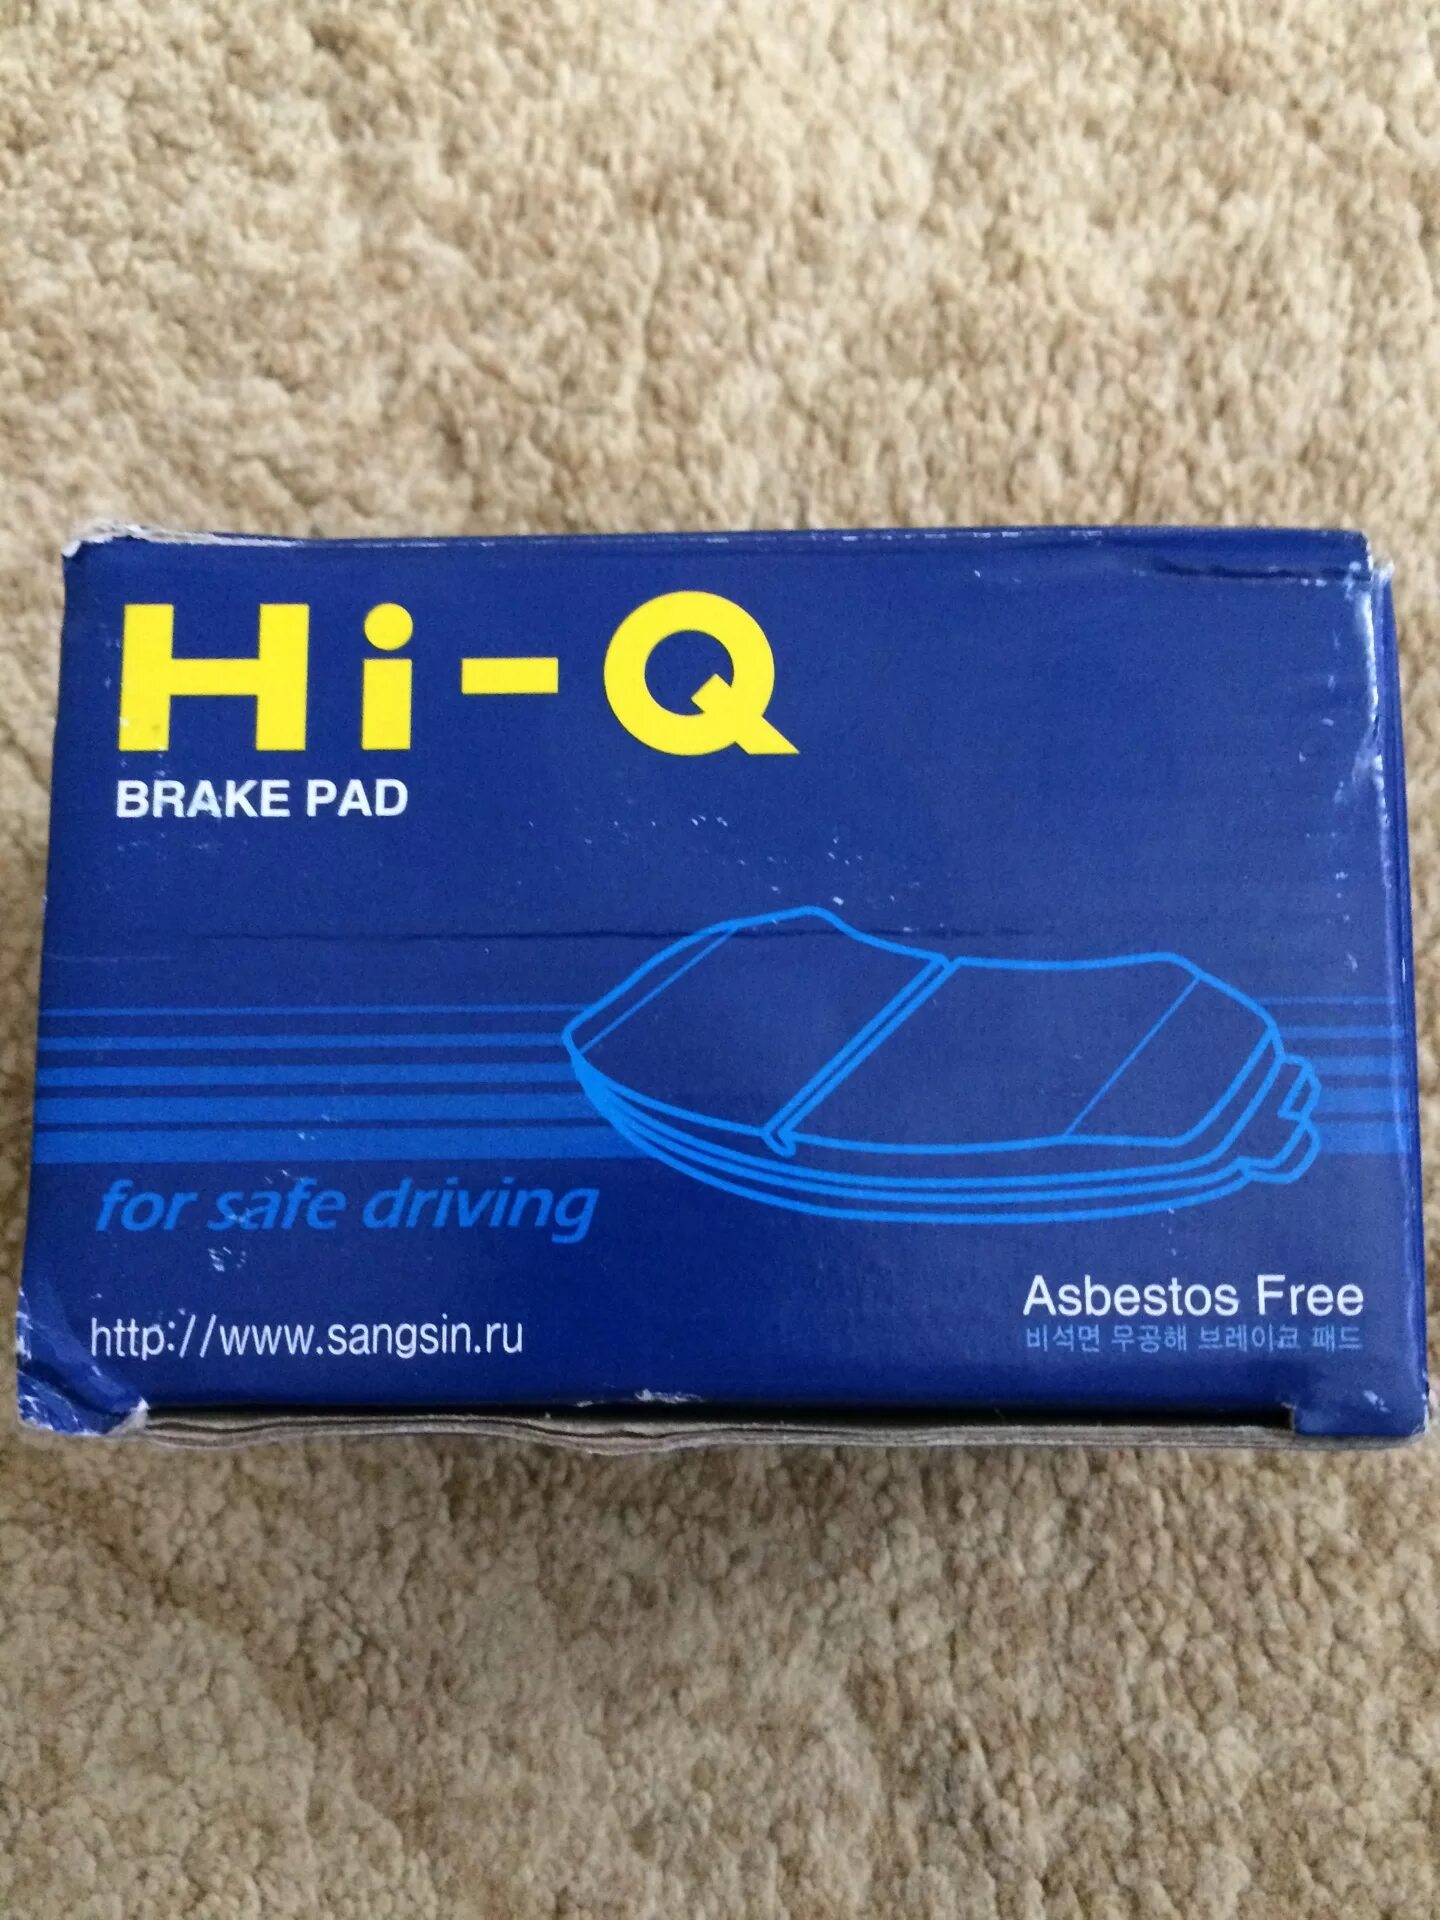 Hi-Q
BRAKE PAD
for safe driving
http://www.sangsin.ru
Asbestos Free
비석면 무공해 브레이크 패드